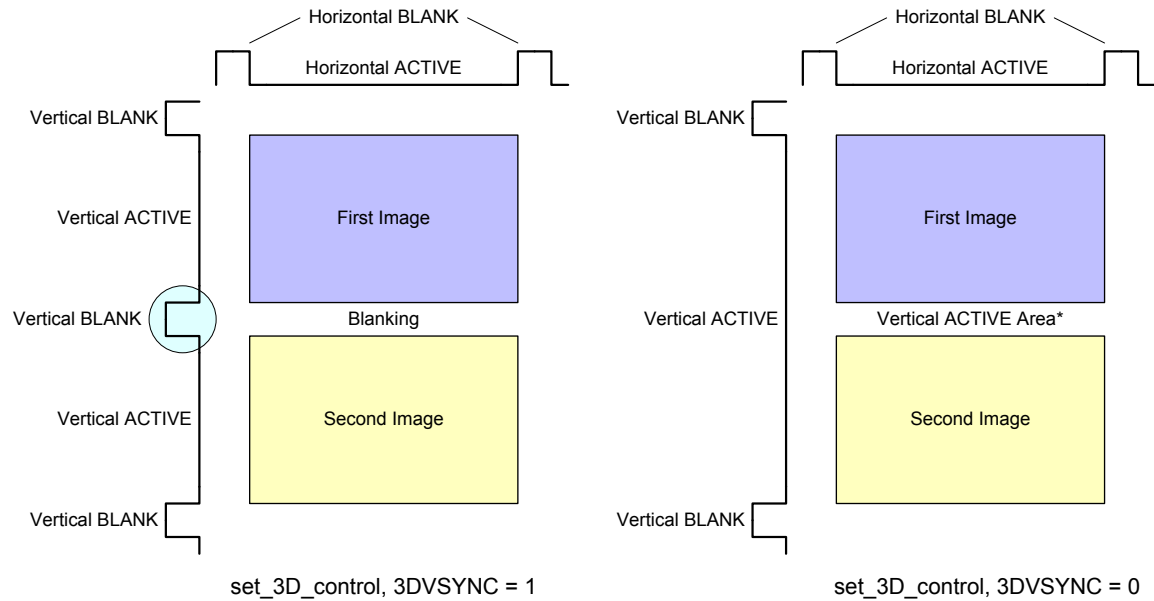 Horizontal BLANK
Horizontal ACTIVE
Vertical BLANK
Vertical ACTIVE
First Image
Vertical BLANK
Blanking
Vertical ACTIVE
Second Image
Vertical BLANK
set_3D_control, 3DVSYNC = 1
Horizontal BLANK
Horizontal ACTIVE
Vertical BLANK
First Image
Vertical ACTIVE
Vertical ACTIVE Area*
Second Image
Vertical BLANK
set_3D_control, 3DVSYNC = 0